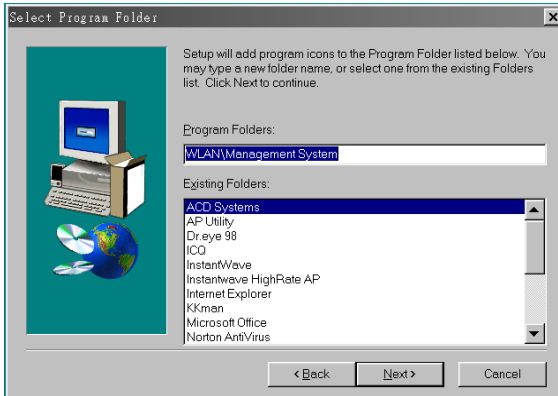 Select Program Folder
Setup will add program icons to the Program Folder listed below. You
may type a new folder name, or select one from the existing Folders
list. Click Next to continue.
Program Folders:
WLAN\Management System
Existing Folders:
ACD Systems
AP Utility
Dr.eye 98
ICQ
InstantWave
Instantwave HighRate AP
Internet Explorer
KKman
Microsoft Office
Norton AntiVirus
< Back
Next >
Cancel